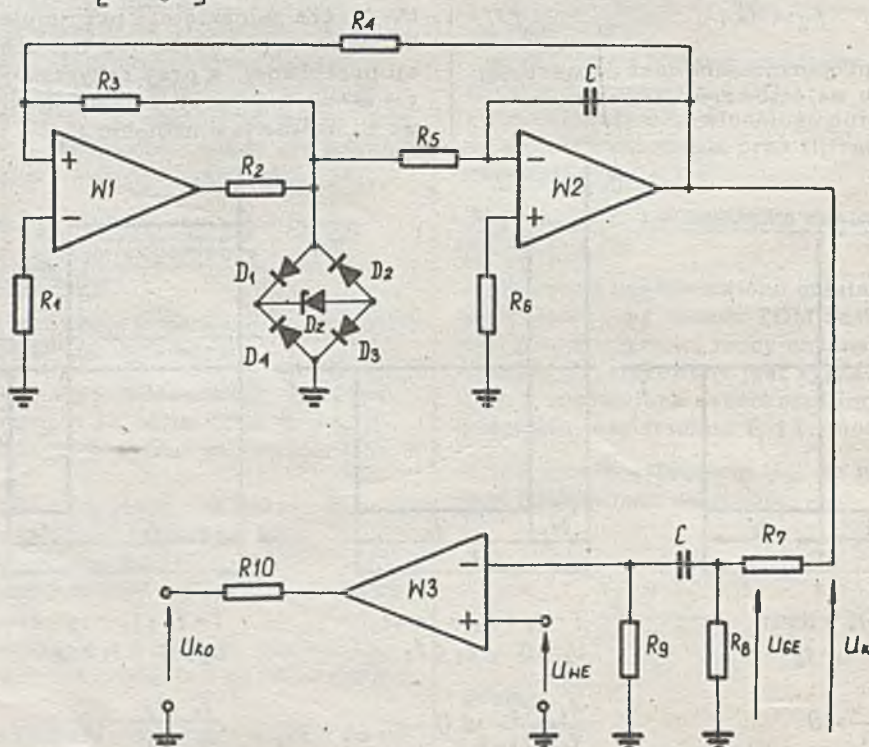 R4
R3
C
R5
+
W1
−
R2
−
W2
+
R1
D1
D2
Dz
D4
D3
R6
C
R7
R10
−
W3
+
R9
R8
UGE
UKO
UWE